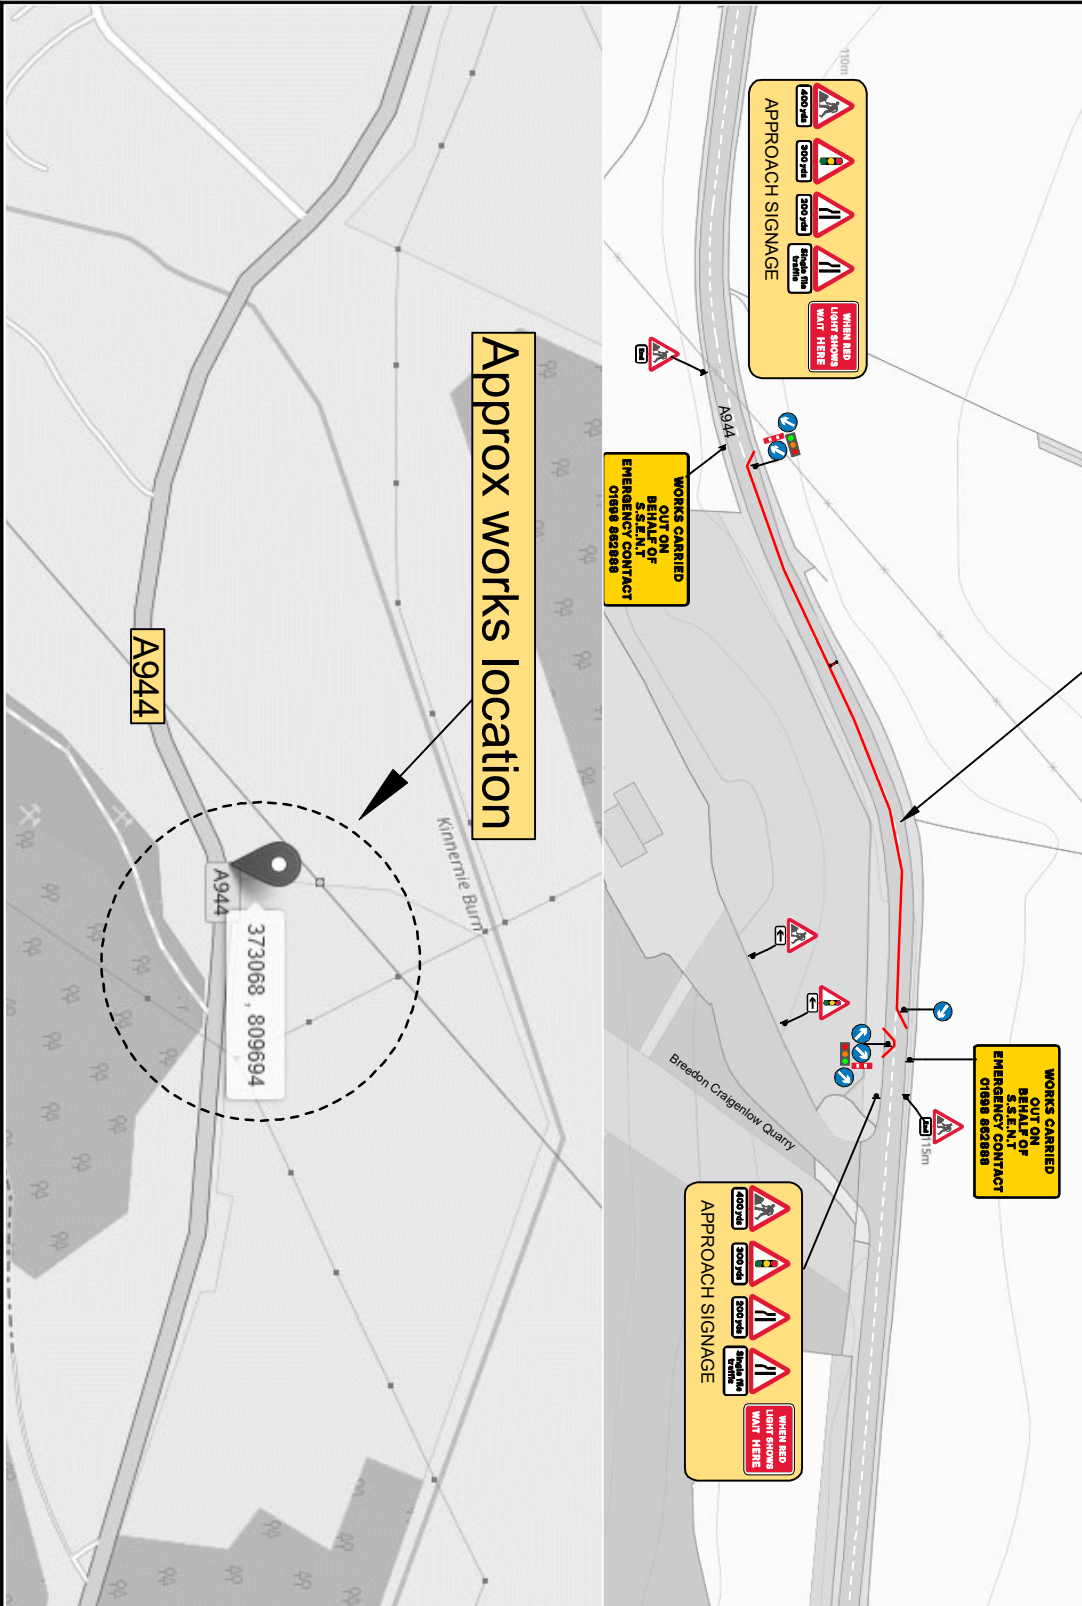 110m
400 yds
300 yds
200 yds
Single file
traffic
WHEN RED
LIGHT SHOWS
WAIT HERE
APPROACH SIGNAGE
End
A944
WORKS CARRIED
OUT ON
BEHALF OF
S.S.E.N.T
EMERGENCY CONTACT
01698 862888
WORKS CARRIED
OUT ON
BEHALF OF
S.S.E.N.T
EMERGENCY CONTACT
01698 862888
End
115m
Breedon Craigenlow Quarry
400 yds
300 yds
200 yds
Single file
traffic
WHEN RED
LIGHT SHOWS
WAIT HERE
APPROACH SIGNAGE
Approx works location
Kinnernie Burn
A944
A944
373068 , 809694